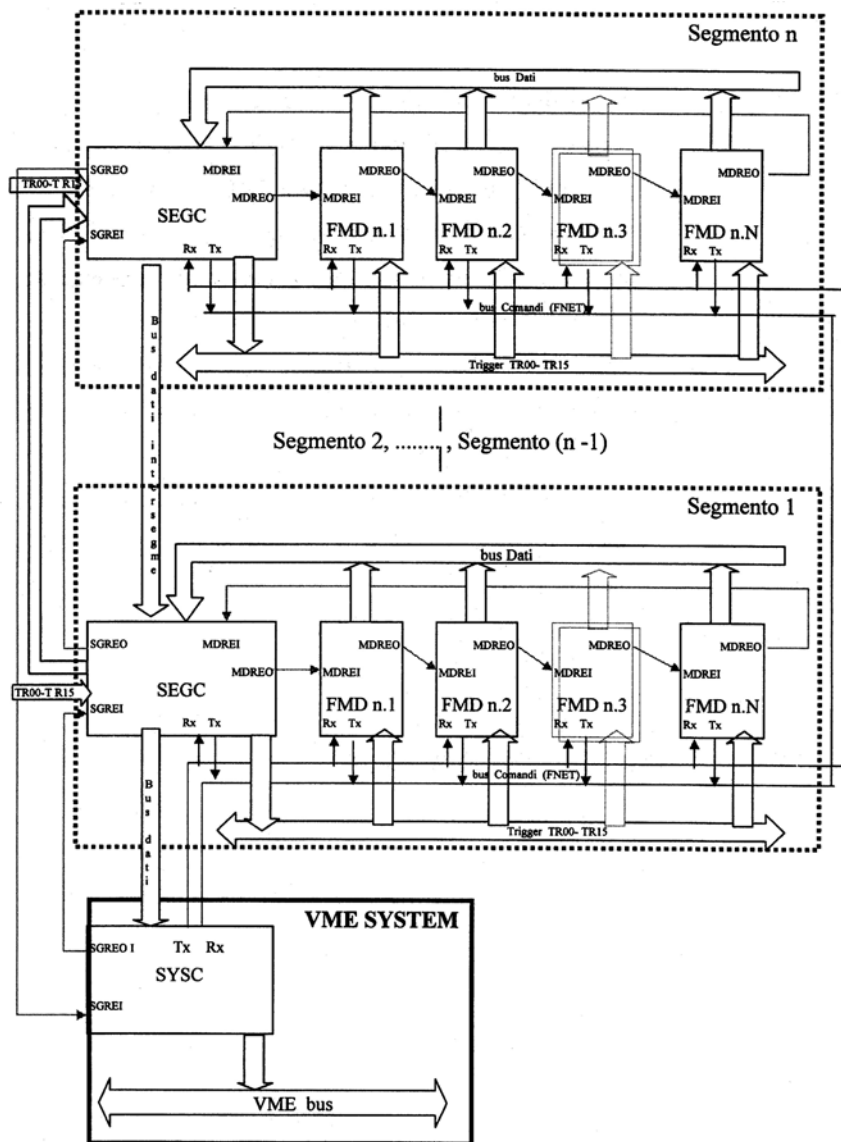 Segmento n
bus Dati
SGREO
MDREI
TR00-T R15
MDREO
SEGC
SGREI
Rx Tx
MDREO
MDREI
FMD n.1
Rx Tx
MDREO
MDREI
FMD n.2
Rx Tx
MDREO
MDREI
FMD n.3
Rx Tx
MDREO
MDREI
FMD n.N
Rx Tx
bus Comandi (FNET)
Trigger TR00- TR15
Bus dati intersegme
Segmento 2, ........ , Segmento (n -1)
Segmento 1
bus Dati
SGREO
MDREI
MDREO
SEGC
TR00-T R15
SGREI
Rx Tx
MDREO
MDREI
FMD n.1
Rx Tx
MDREO
MDREI
FMD n.2
Rx Tx
MDREO
MDREI
FMD n.3
Rx Tx
MDREO
MDREI
FMD n.N
Rx Tx
bus Comandi (FNET)
Trigger TR00- TR15
Bus dati
VME SYSTEM
SGREO I
Tx Rx
SYSC
SGREI
VME bus